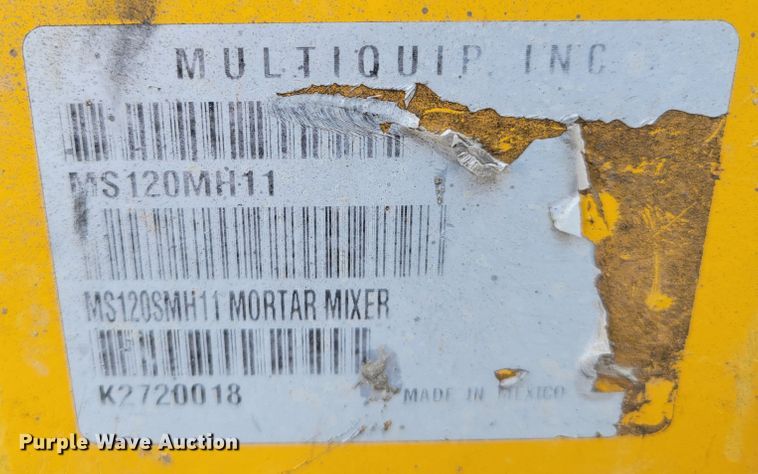 MULTIQUIP INC
MS120MH11
MS120SMH11 MORTAR MIXER
K2720018
MADE IN MEXICO
Purple Wave Auction